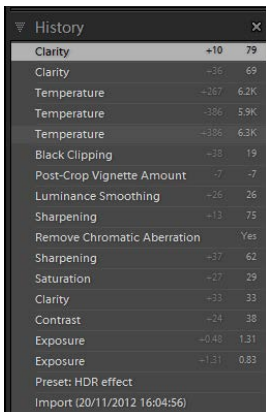 History
Clarity +10 79
Clarity +36 69
Temperature +267 6.2K
Temperature -386 5.9K
Temperature +386 6.3K
Black Clipping +38 19
Post-Crop Vignette Amount -7 -7
Luminance Smoothing +26 26
Sharpening +13 75
Remove Chromatic Aberration Yes
Sharpening +37 62
Saturation +27 29
Clarity +33 33
Contrast +24 38
Exposure +0.48 1.31
Exposure +1.31 0.83
Preset: HDR effect
Import (20/11/2012 16:04:56)